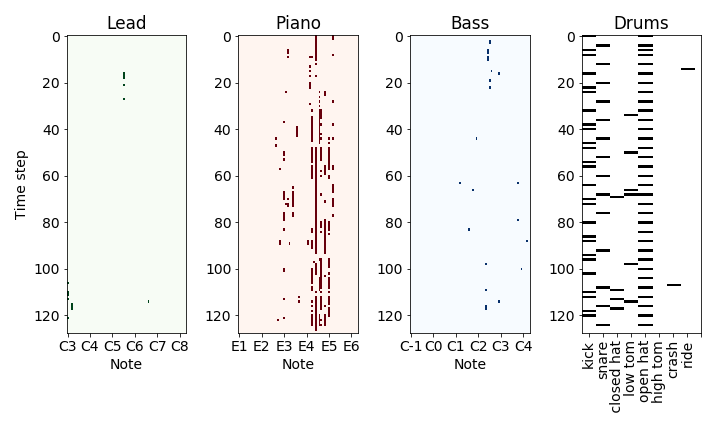 Lead
Piano
Bass
Drums
Time step
0
20
40
60
80
100
120
0
20
40
60
80
100
120
0
20
40
60
80
100
120
0
20
40
60
80
100
120
C3 C4 C5 C6 C7 C8
E1 E2 E3 E4 E5 E6
C-1 C0 C1 C2 C3 C4
kick
snare
closed hat
low tom
open hat
high tom
crash
ride
Note
Note
Note